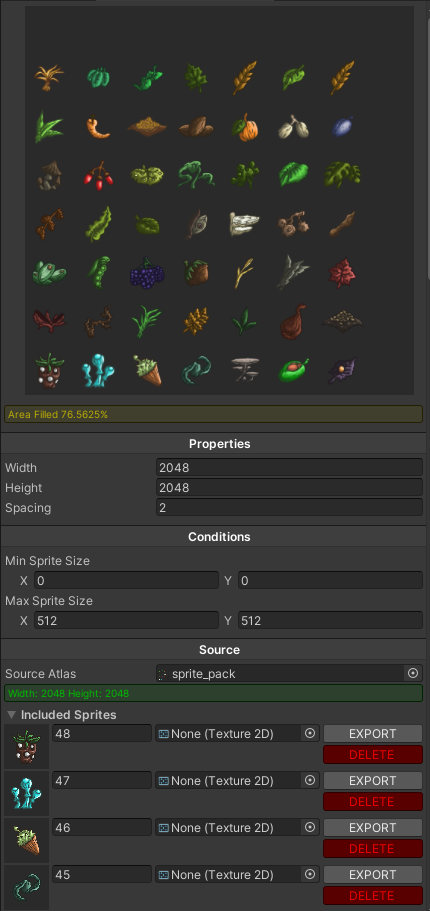 Area Filled 76.5625%
Properties
Width 2048
Height 2048
Spacing 2
Conditions
Min Sprite Size
X 0 Y 0
Max Sprite Size
X 512 Y 512
Source
Source Atlas sprite_pack
Width: 2048 Height: 2048
Included Sprites
48 None (Texture 2D) EXPORT
DELETE
47 None (Texture 2D) EXPORT
DELETE
46 None (Texture 2D) EXPORT
DELETE
45 None (Texture 2D) EXPORT
DELETE